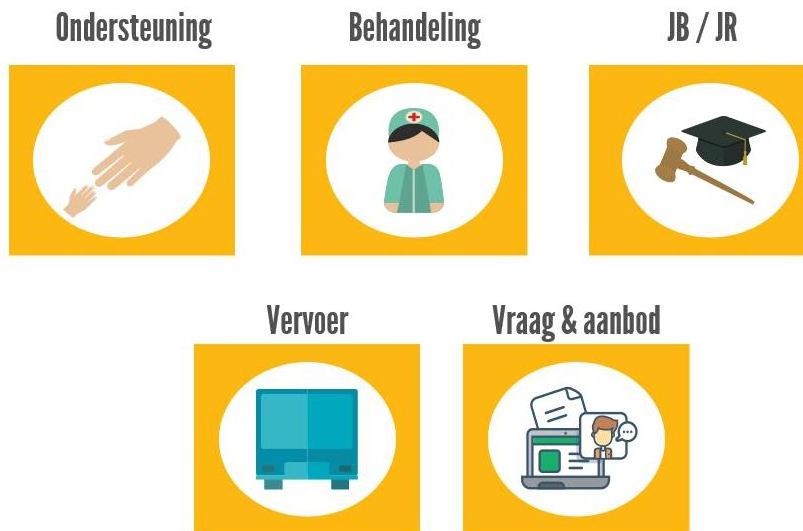 Ondersteuning
Behandeling
JB / JR
Vervoer
Vraag & aanbod